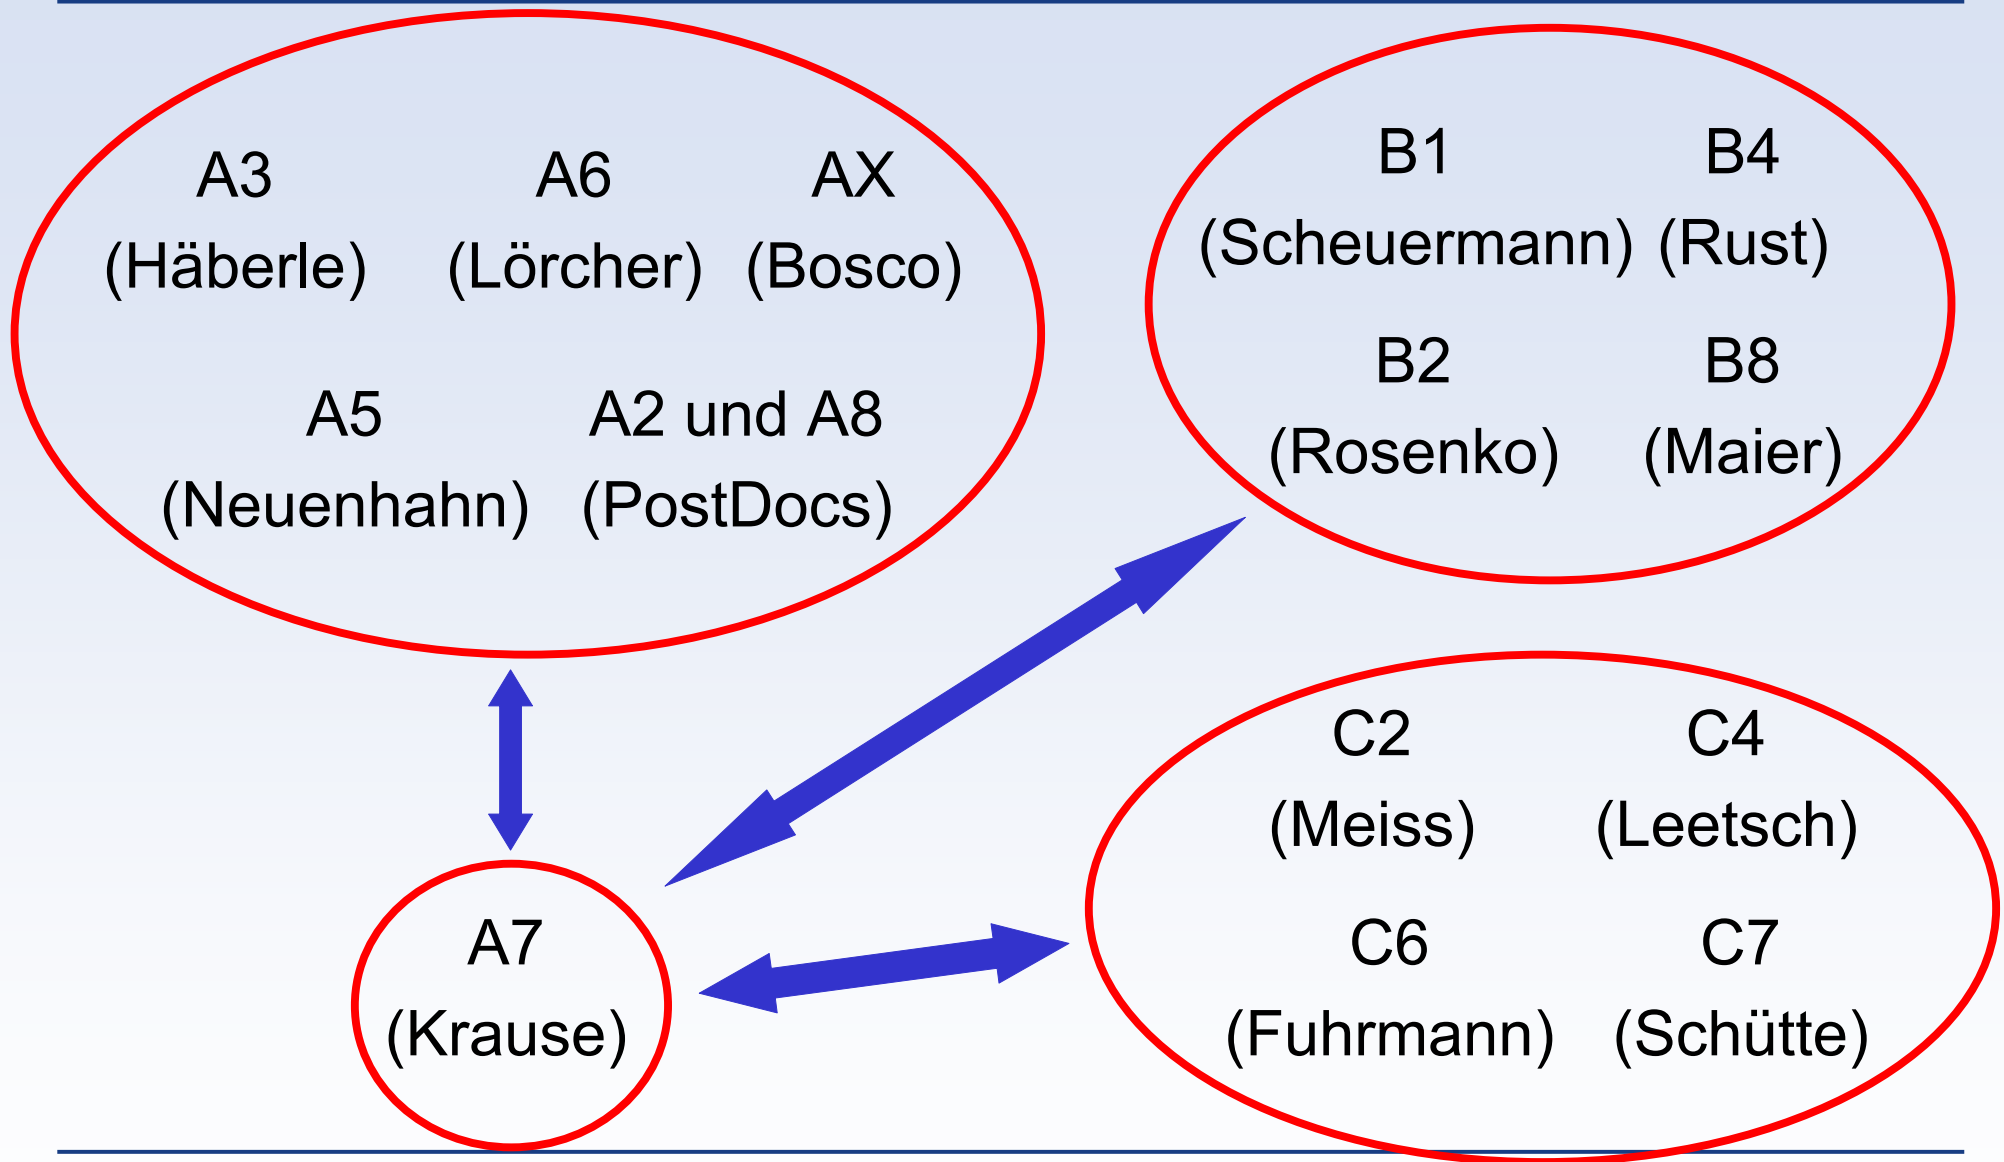 A3 A6 AX
(Häberle) (Lörcher) (Bosco)
A5 A2 und A8
(Neuenhahn) (PostDocs)
B1 B4
(Scheuermann) (Rust)
B2 B8
(Rosenko) (Maier)
A7
(Krause)
C2 C4
(Meiss) (Leetsch)
C6 C7
(Fuhrmann) (Schütte)